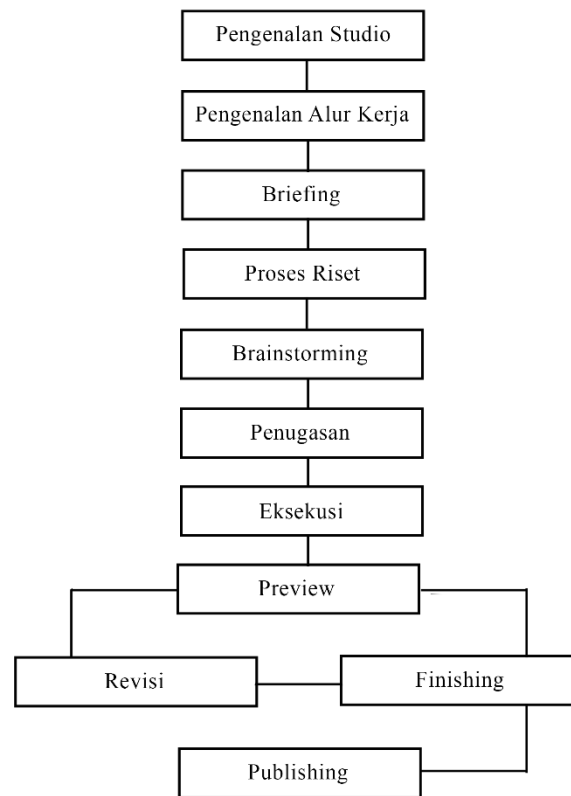 Pengenalan Studio
Pengenalan Alur Kerja
Briefing
Proses Riset
Brainstorming
Penugasan
Eksekusi
Preview
Revisi
Finishing
Publishing